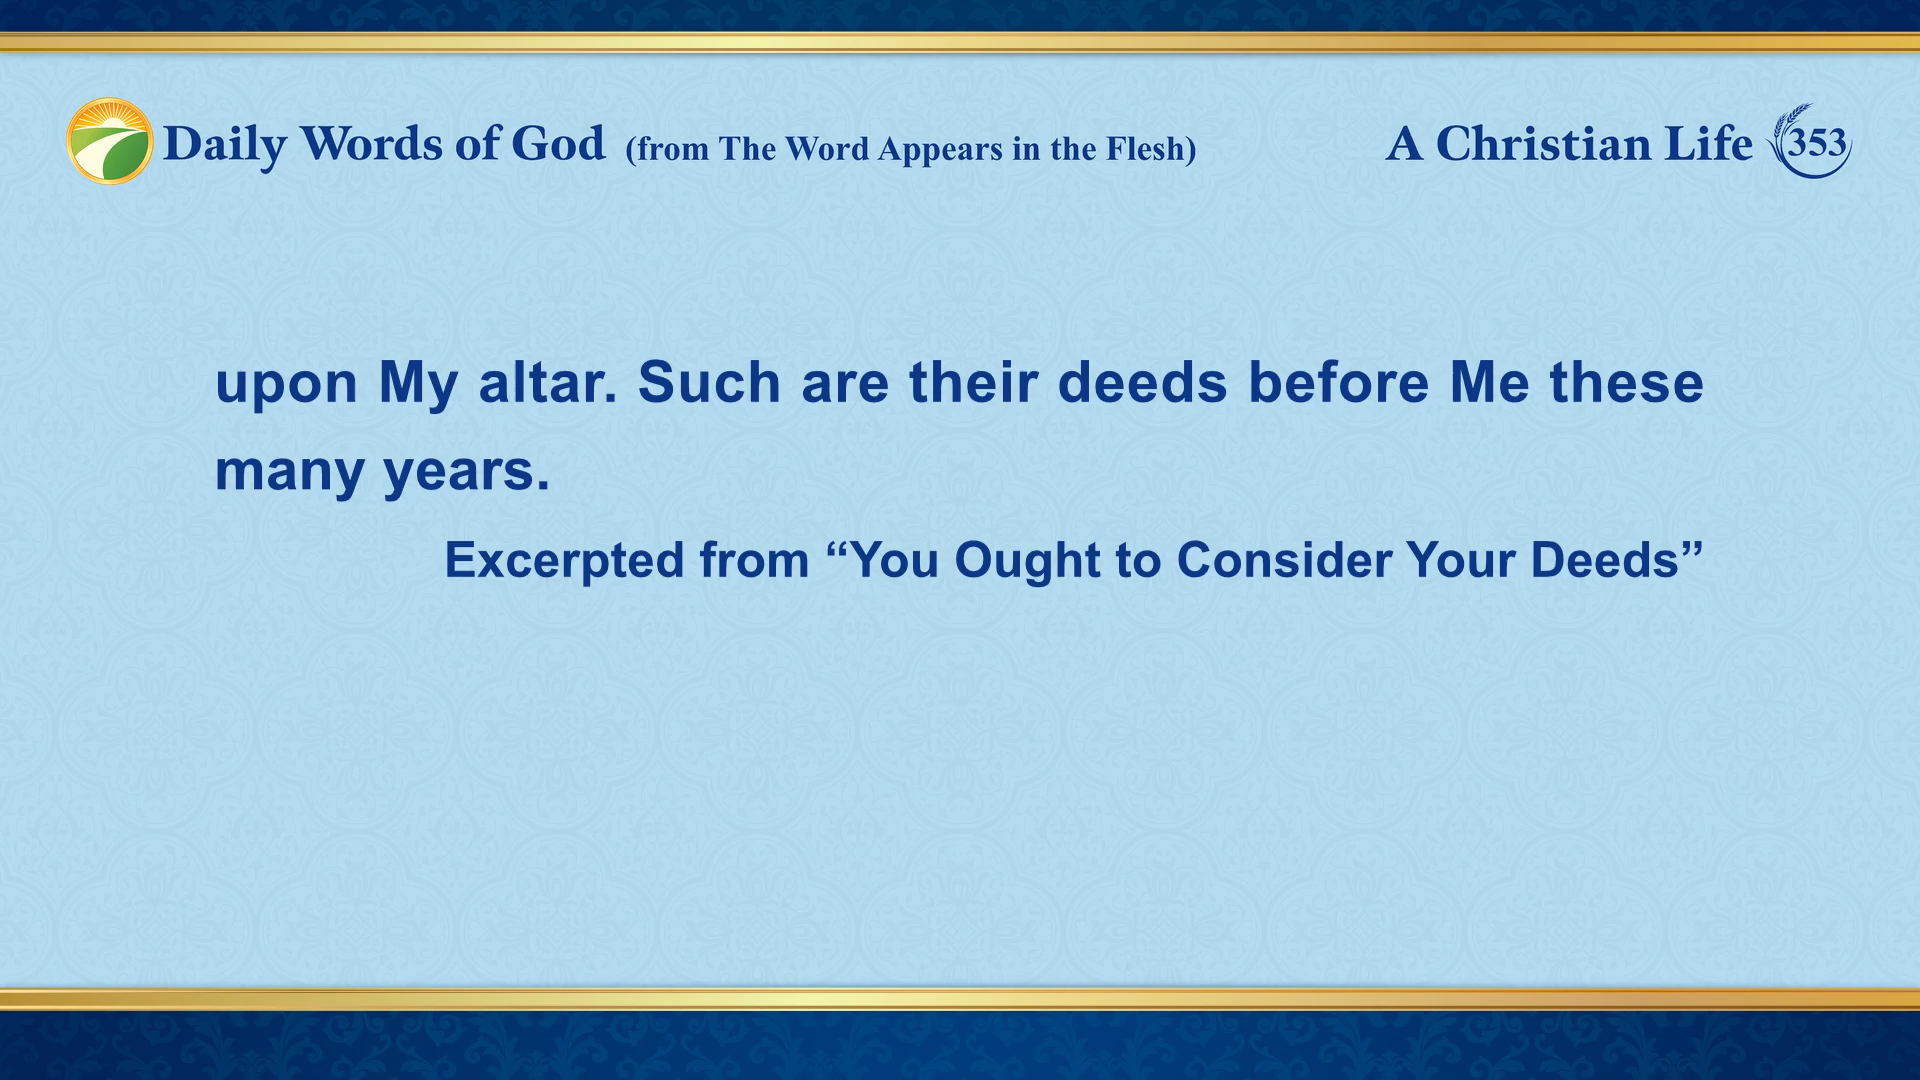 Daily Words of God (from The Word Appears in the Flesh)
A Christian Life 353
upon My altar. Such are their deeds before Me these
many years.
Excerpted from “You Ought to Consider Your Deeds”